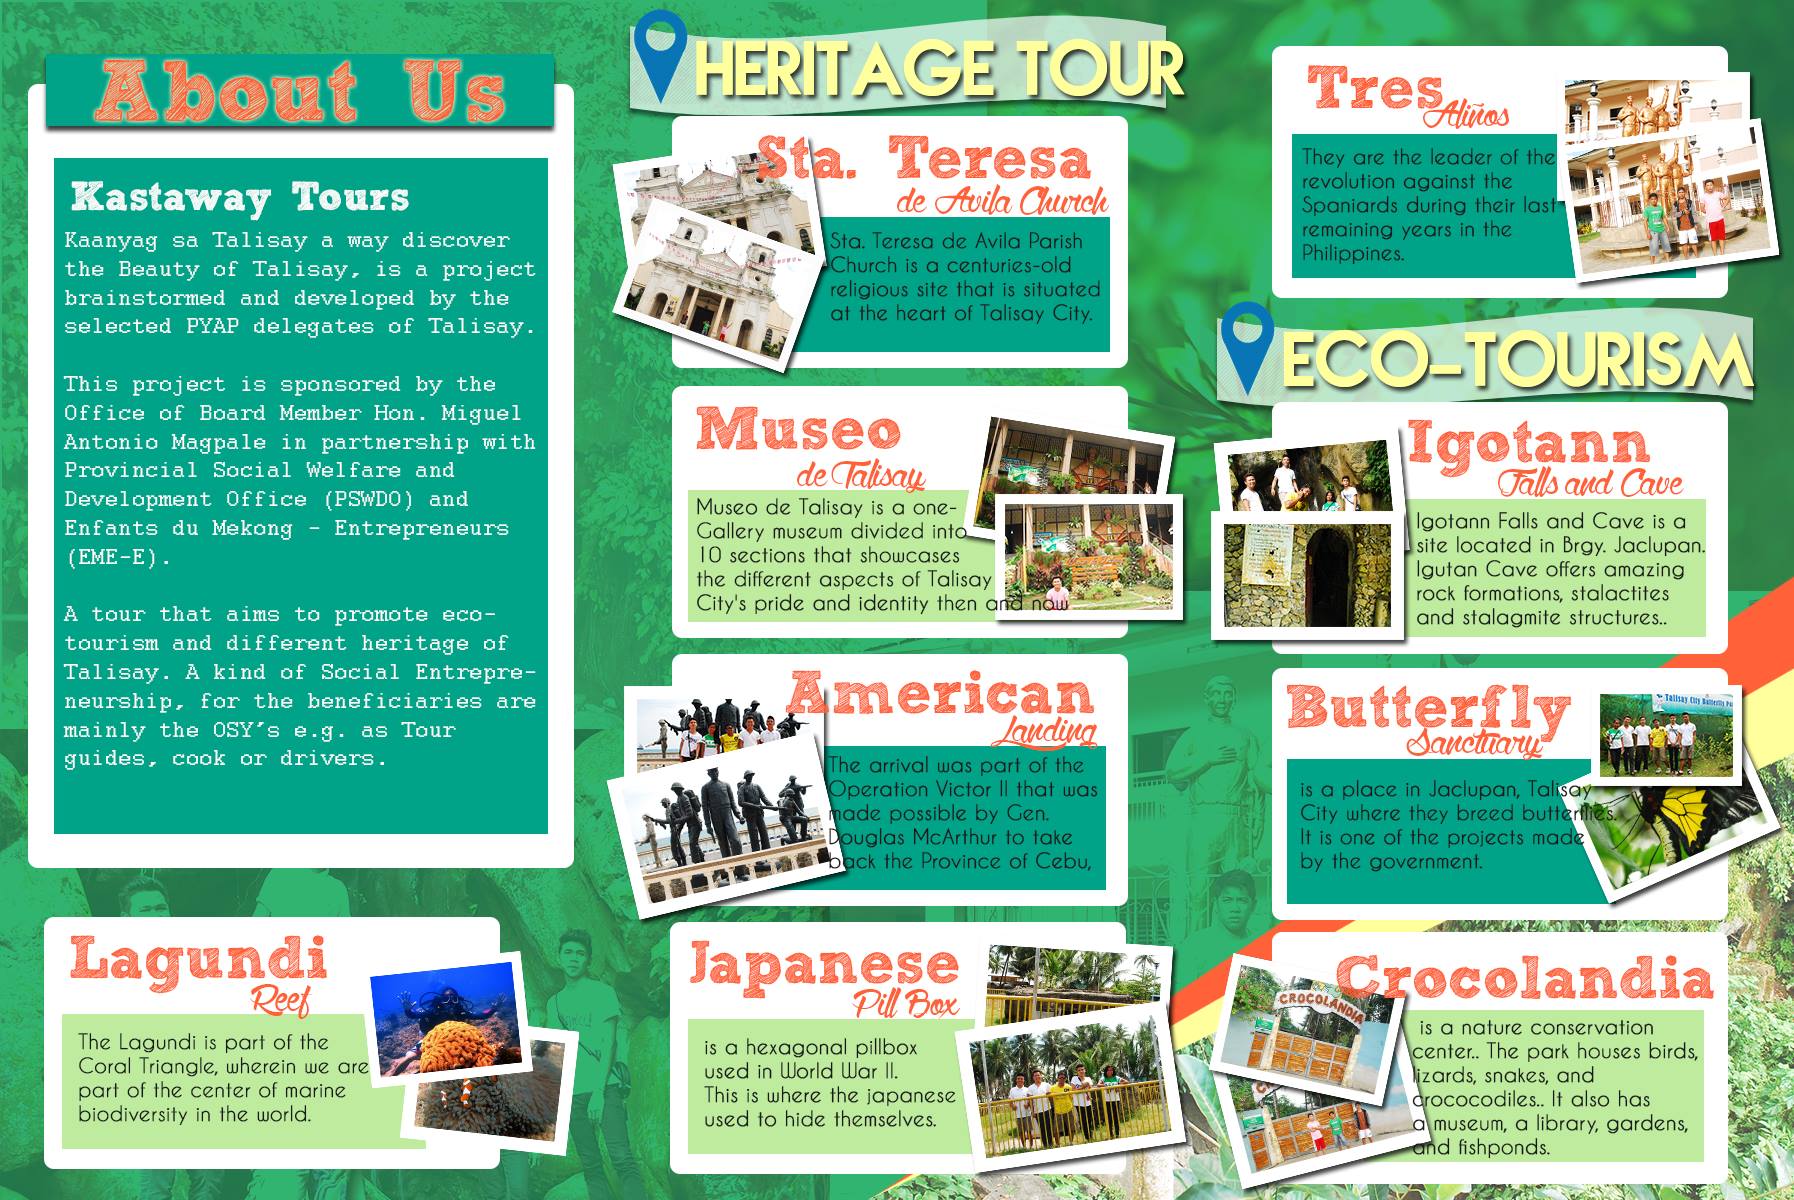 About Us
Kastaway Tours
Kaanyag sa Talisay a way discover
the Beauty of Talisay, is a project
brainstormed and developed by the
selected PYAP delegates of Talisay.
This project is sponsored by the
Office of Board Member Hon. Miguel
Antonio Magpale in partnership with
Provincial Social Welfare and
Development Office (PSWDO) and
Enfants du Mekong - Entrepreneurs
(EME-E).
A tour that aims to promote eco-
tourism and different heritage of
Talisay. A kind of Social Entrepre-
neurship, for the beneficiaries are
mainly the OSY's e.g. as Tour
guides, cook or drivers.
Lagundi
Reef
The Lagundi is part of the
Coral Triangle, wherein we are
part of the center of marine
biodiversity in the world.
HERITAGE TOUR
Sta. Teresa
de Avila Church
Sta. Teresa de Avila Parish
Church is a centuries-old
religious site that is situated
at the heart of Talisay City.
Museo
de Talisay
Museo de Talisay is a one-
Gallery museum divided into
10 sections that showcases
the different aspects of Talisay
City's pride and identity then and now
American
Landing
The arrival was part of the
Operation Victor II that was
made possible by Gen.
Douglas McArthur to take
back the Province of Cebu,
Japanese
Pill Box
is a hexagonal pillbox
used in World War II.
This is where the japanese
used to hide themselves.
Tres
Aliños
They are the leader of the
revolution against the
Spaniards during their last
remaining years in the
Philippines.
ECO-TOURISM
Igotann
Falls and Cave
Igotann Falls and Cave is a
site located in Brgy. Jaclupan.
Igutan Cave offers amazing
rock formations, stalactites
and stalagmite structures..
Butterfly
Sanctuary
Talisay City Butterfly
is a place in Jaclupan, Talisay
City where they breed butterflies.
It is one of the projects made
by the government.
Crocolandia
CROCOLANDIA
is a nature conservation
center.. The park houses birds,
lizards, snakes, and
crococodiles.. It also has
a museum, a library, gardens,
and fishponds.